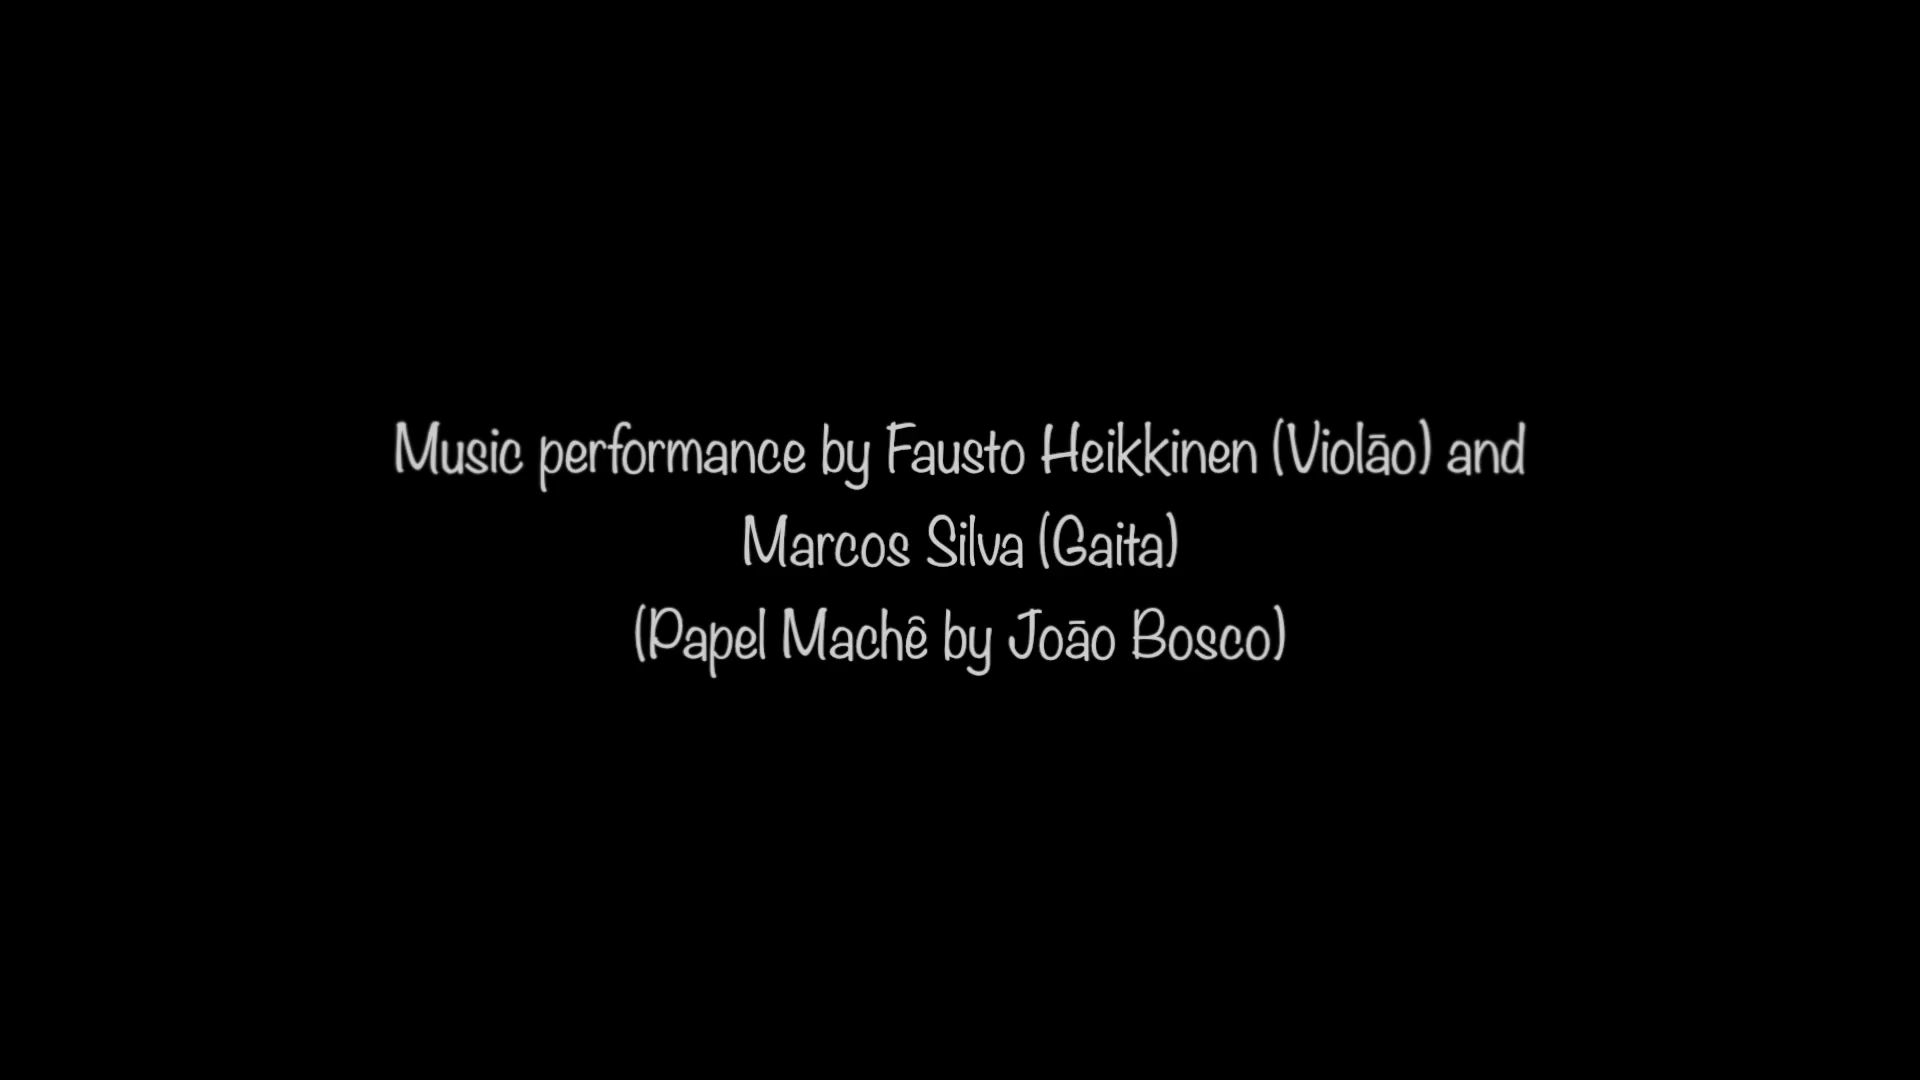 Music performance by Fausto Heikkinen (Violão) and
Marcos Silva (Gaita)
(Papel Machê by João Bosco)